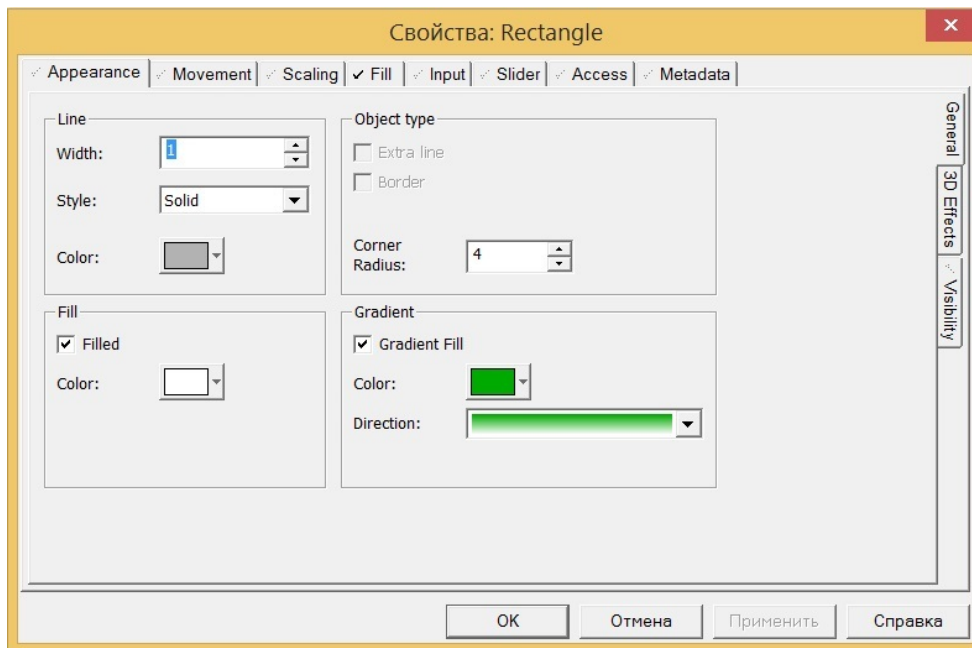 Свойства: Rectangle
Appearance Movement Scaling Fill Input Slider Access Metadata
General
3D Effects
Visibility
Line
Width: 1
Style: Solid
Color:
Object type
Extra line
Border
Corner
Radius: 4
Fill
Filled
Color:
Gradient
Gradient Fill
Color:
Direction:
OK Отмена Применить Справка